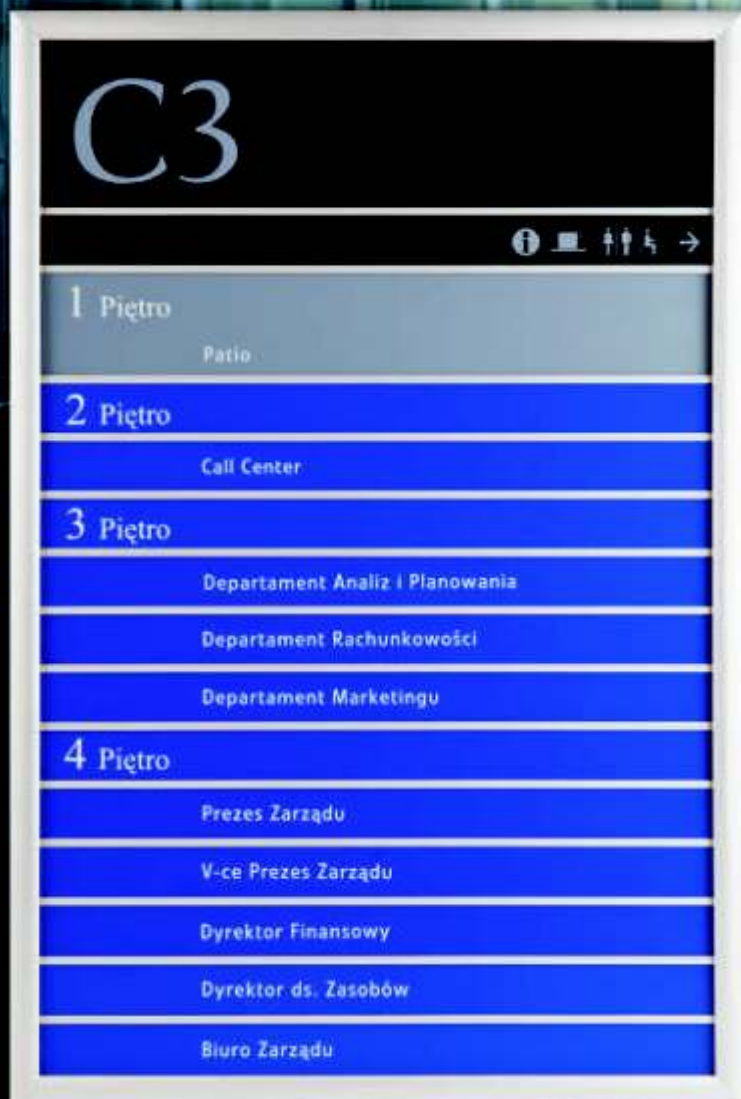 C3
1 Piętro
Patio
2 Piętro
Call Center
3 Piętro
Departament Analiz i Planowania
Departament Rachunkowości
Departament Marketingu
4 Piętro
Prezes Zarządu
V-ce Prezes Zarządu
Dyrektor Finansowy
Dyrektor ds. Zasobów
Biuro Zarządu